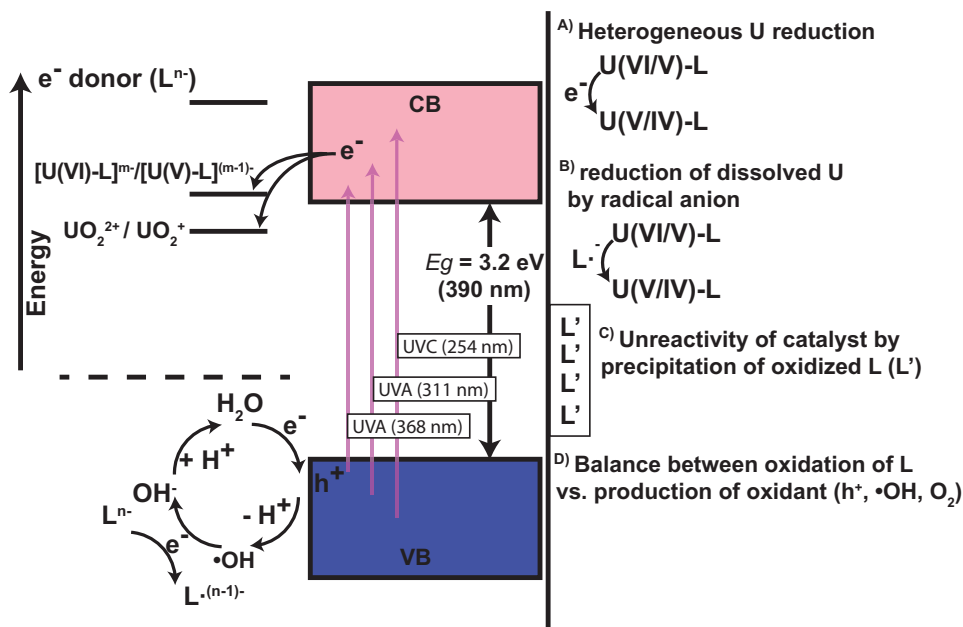 Energy
e⁻ donor (Lⁿ⁻)
[U(VI)-L]ᵐ⁻/[U(V)-L]⁽ᵐ⁻¹⁾⁻
UO₂²⁺ / UO₂⁺
CB
e⁻
Eg = 3.2 eV
(390 nm)
UVC (254 nm)
UVA (311 nm)
UVA (368 nm)
h⁺
VB
H₂O
e⁻
+ H⁺
OH⁻
- H⁺
Lⁿ⁻
e⁻
•OH
L·⁽ⁿ⁻¹⁾⁻
A) Heterogeneous U reduction
U(VI/V)-L
e⁻
U(V/IV)-L
B) reduction of dissolved U
by radical anion
U(VI/V)-L
L·⁻
U(V/IV)-L
L'
L'
L'
L'
C) Unreactivity of catalyst by
precipitation of oxidized L (L')
D) Balance between oxidation of L
vs. production of oxidant (h⁺, •OH, O₂)